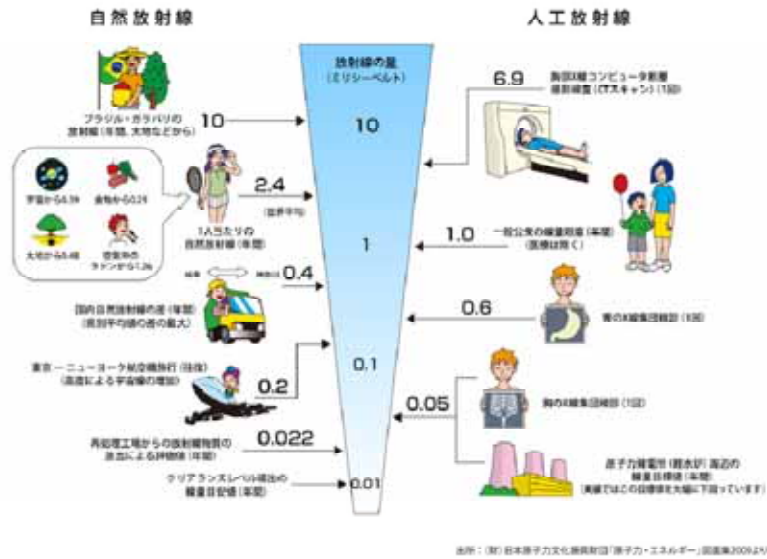 自然放射線
人工放射線
放射線の量
(ミリシーベルト)
10
1
0.1
0.01
ブラジル・ガラパリの
放射線(年間、大地などから)
10
宇宙から0.39
食物から0.29
大地から0.48
空気中の
ラドンから1.26
2.4
(世界平均)
1人当たりの
自然放射線(年間)
0.4
国内自然放射線の差(年間)
(県別平均値の差の最大)
東京―ニューヨーク航空機旅行(往復)
(高度による宇宙線の増加)
0.2
再処理工場からの放射線物質の
放出による評価値(年間)
0.022
クリアランスレベル検出の
線量目安値(年間)
6.9
胸部X線コンピュータ断層
撮影検査(CTスキャン)(1回)
1.0
一般公衆の線量限度(年間)
(医療は除く)
0.6
胃のX線集団検診(1回)
0.05
胸のX線集団検診(1回)
原子力発電所(軽水炉)周辺の
線量目標値(年間)
(実績ではこの目標値を大幅に下回っています)
出所:(財)日本原子力文化振興財団「原子力・エネルギー」図面集2009より